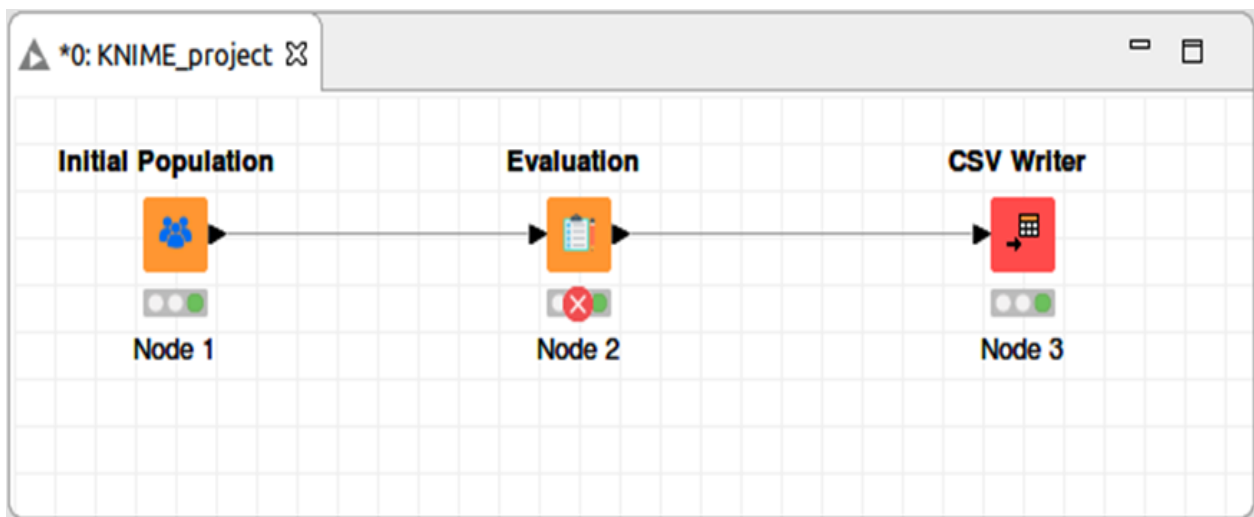 *0: KNIME_project
Initial Population
Evaluation
CSV Writer
Node 1
Node 2
Node 3